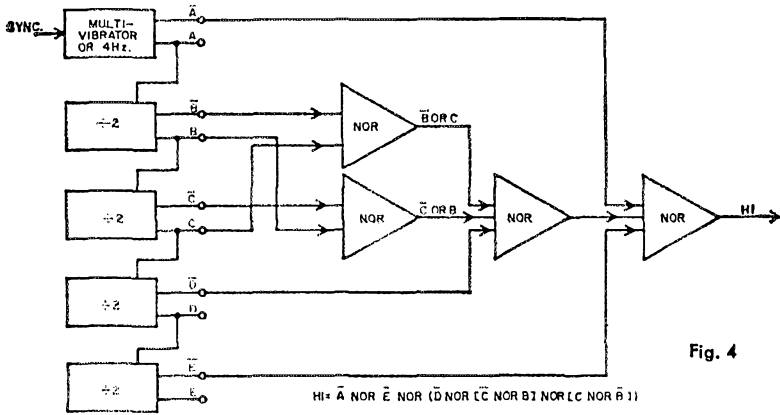 SYNC.
MULTI-
VIBRATOR
OR 4Hz.
Ā
A
÷2
B̄
B
÷2
C̄
C
÷2
D̄
D
÷2
Ē
E
NOR
B̄ OR C
NOR
C̄ OR B
NOR
NOR
HI
Fig. 4
HI= Ā NOR Ē NOR (D̄ NOR [C̄ NOR B] NOR [C NOR B̄])